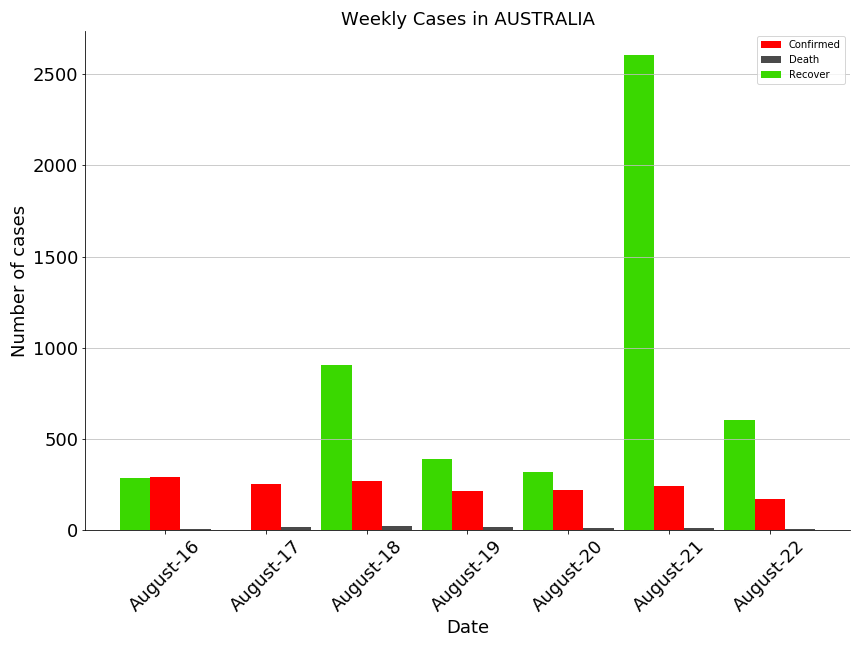 Weekly Cases in AUSTRALIA
Confirmed
Death
Recover
Number of cases
2500
2000
1500
1000
500
0
August-16
August-17
August-18
August-19
August-20
August-21
August-22
Date